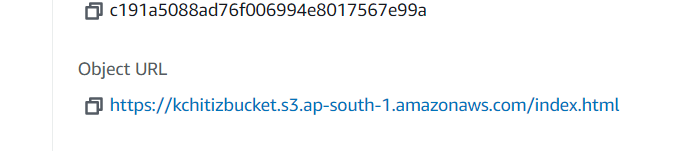 c191a5088ad76f006994e8017567e99a
Object URL
https://kchitizbucket.s3.ap-south-1.amazonaws.com/index.html